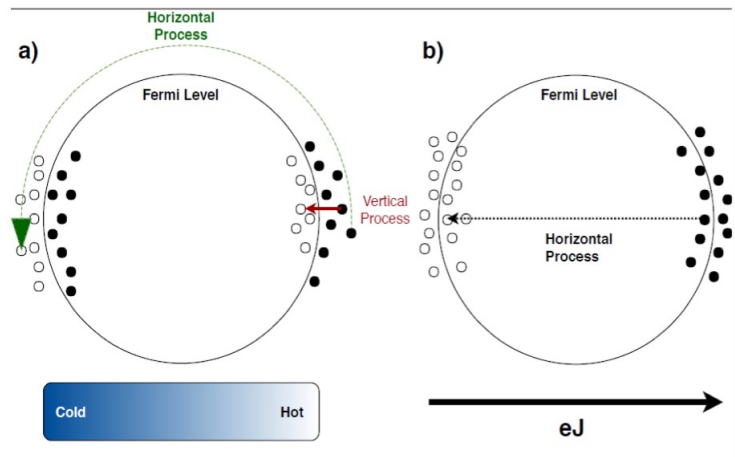 a)
Horizontal
Process
Fermi Level
Vertical
Process
Cold
Hot
b)
Fermi Level
Horizontal
Process
eJ